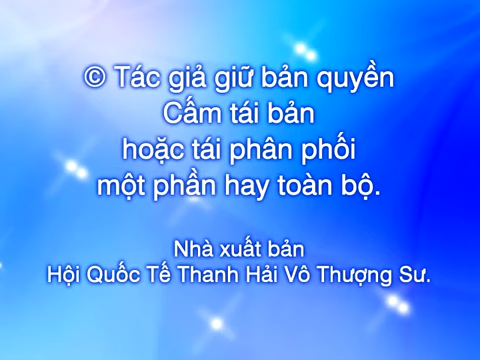 © Tác giả giữ bản quyền
Cấm tái bản
hoặc tái phân phối
một phần hay toàn bộ.
Nhà xuất bản
Hội Quốc Tế Thanh Hải Vô Thượng Sư.